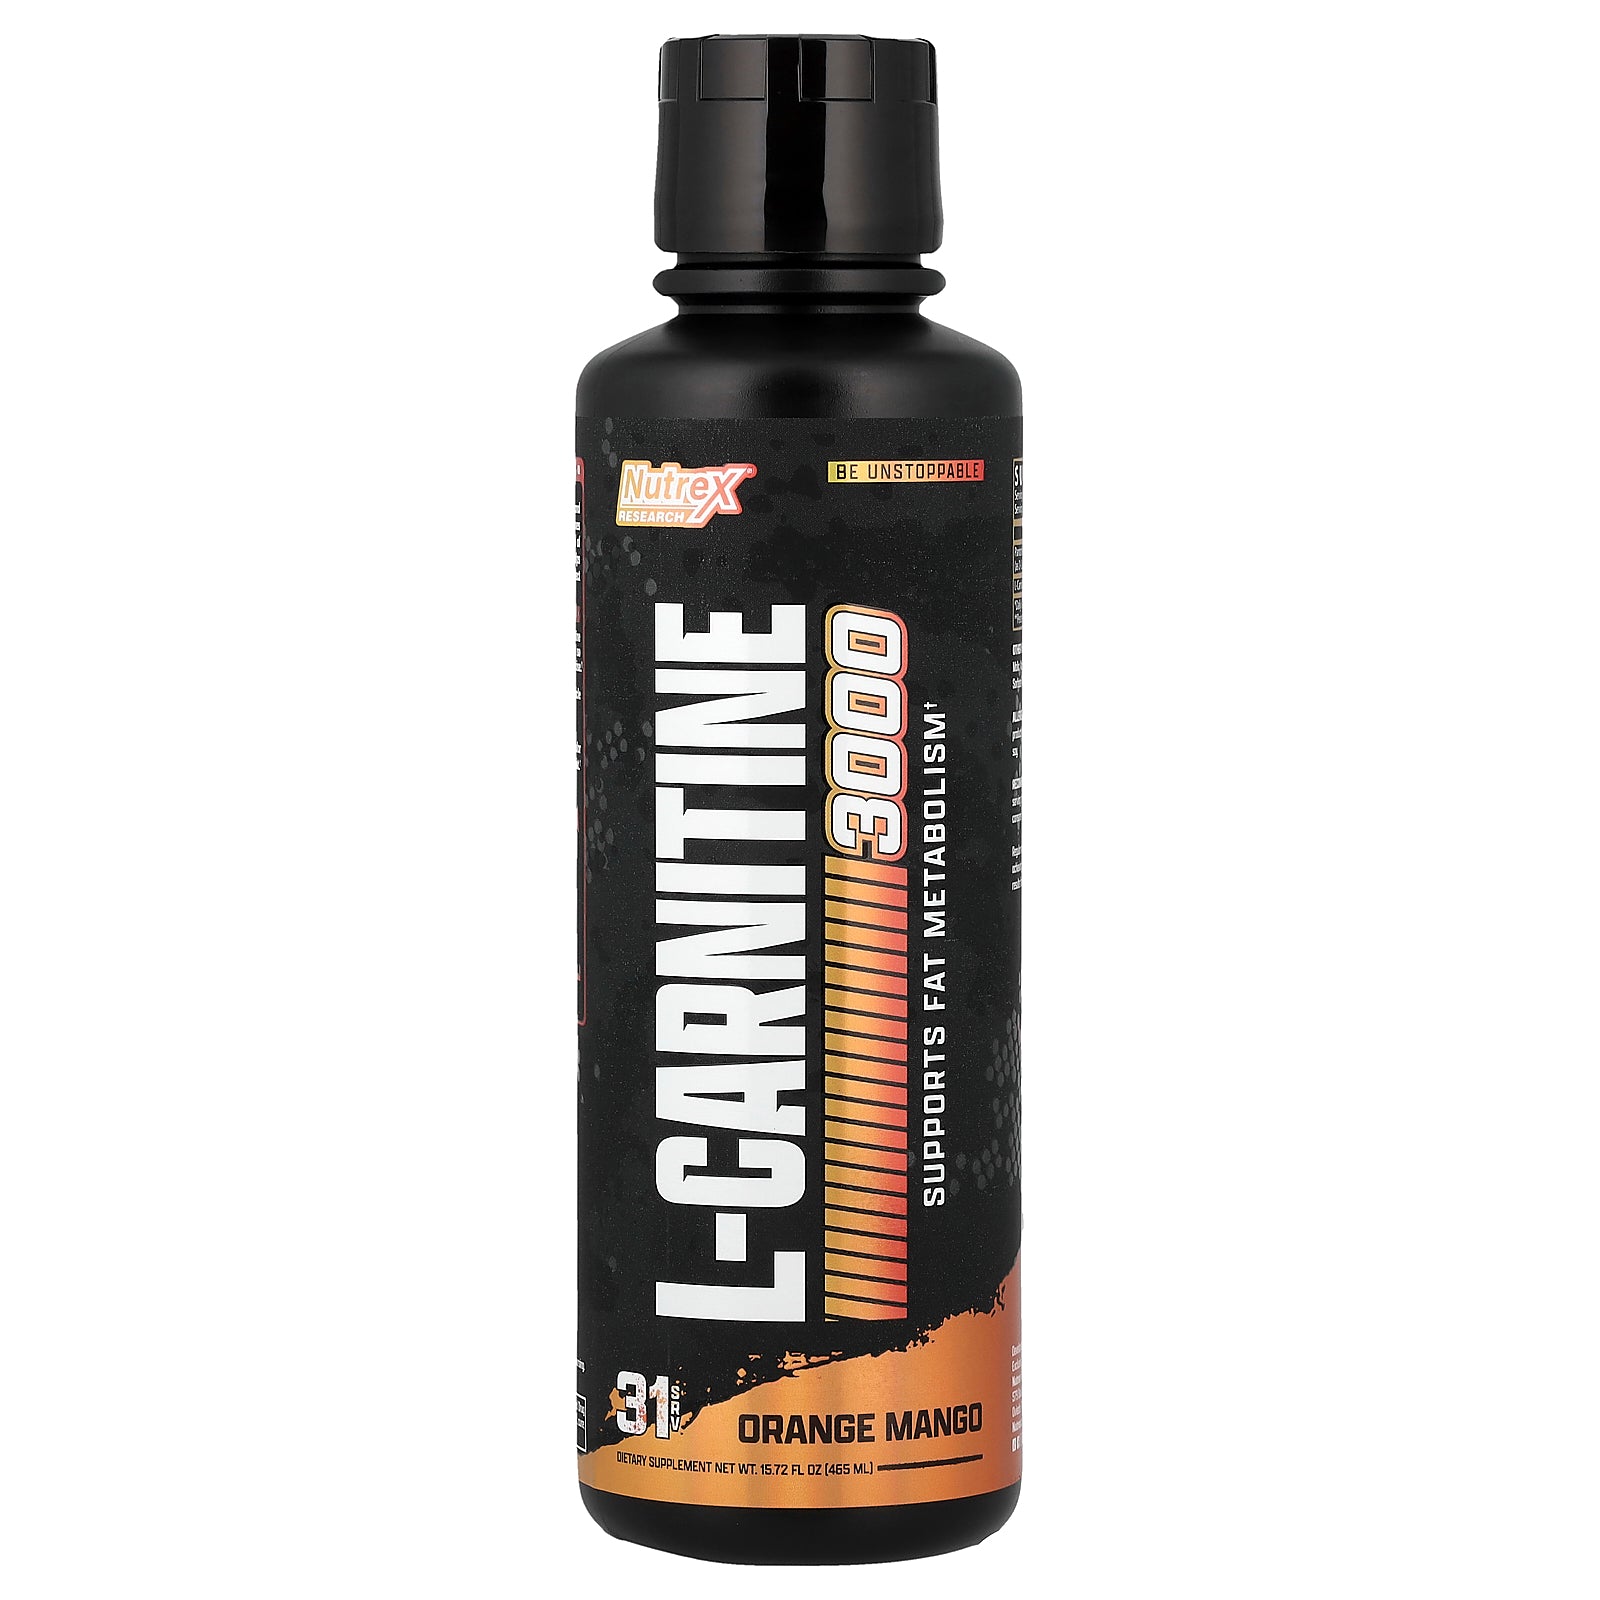 Nutrex®
RESEARCH
BE UNSTOPPABLE
L-CARNITINE
3000
SUPPORTS FAT METABOLISM†
31 SRV
ORANGE MANGO
DIETARY SUPPLEMENT NET WT. 15.72 FL OZ (465 ML)